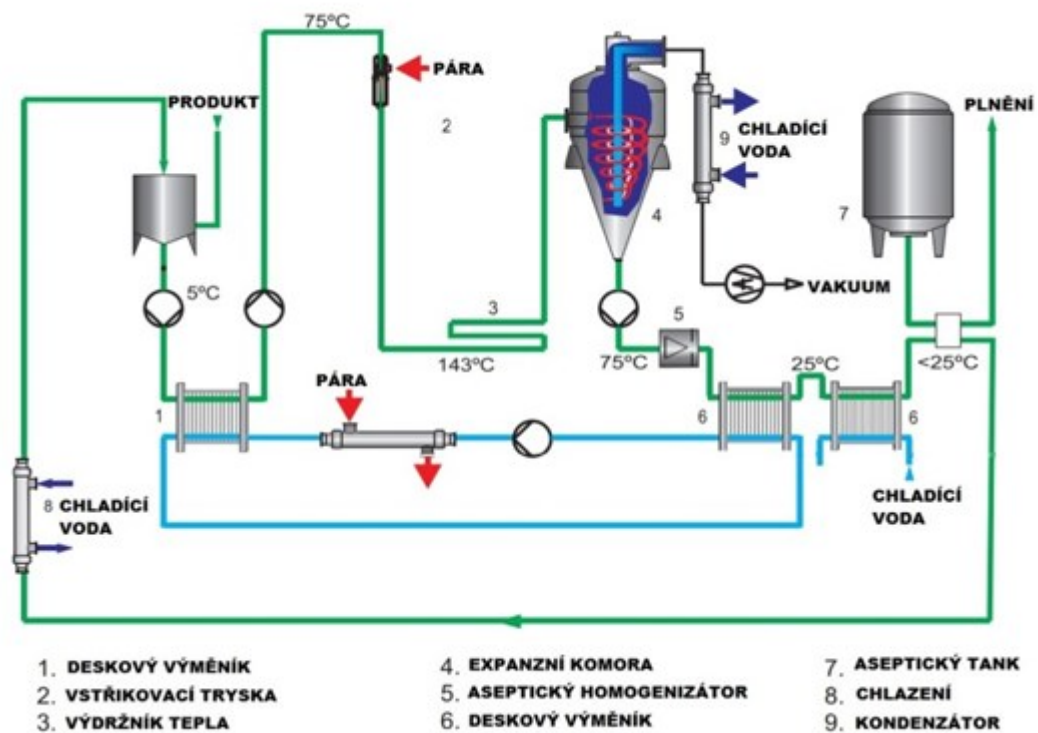 75ºC
PÁRA
2
PRODUKT
5ºC
3
143ºC
4
9
CHLADÍCÍ
VODA
VAKUUM
PLNĚNÍ
7
5
75ºC
25ºC
<25ºC
1
PÁRA
6
6
CHLADÍCÍ
VODA
8 CHLADÍCÍ
VODA
1. DESKOVÝ VÝMĚNÍK
2. VSTŘIKOVACÍ TRYSKA
3. VÝDRŽNÍK TEPLA
4. EXPANZNÍ KOMORA
5. ASEPTICKÝ HOMOGENIZÁTOR
6. DESKOVÝ VÝMĚNÍK
7. ASEPTICKÝ TANK
8. CHLAZENÍ
9. KONDENZÁTOR